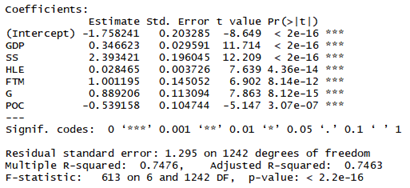 Coefficients:
Estimate Std. Error t value Pr(>|t|)
(Intercept) -1.758241 0.203285 -8.649 < 2e-16 ***
GDP 0.346623 0.029591 11.714 < 2e-16 ***
SS 2.393421 0.196045 12.209 < 2e-16 ***
HLE 0.028465 0.003726 7.639 4.36e-14 ***
FTM 1.001195 0.145052 6.902 8.14e-12 ***
G 0.889206 0.113094 7.863 8.12e-15 ***
POC -0.539158 0.104744 -5.147 3.07e-07 ***
---
Signif. codes: 0 ‘***’ 0.001 ‘**’ 0.01 ‘*’ 0.05 ‘.’ 0.1 ‘ ’ 1
Residual standard error: 1.295 on 1242 degrees of freedom
Multiple R-squared: 0.7476, Adjusted R-squared: 0.7463
F-statistic: 613 on 6 and 1242 DF, p-value: < 2.2e-16